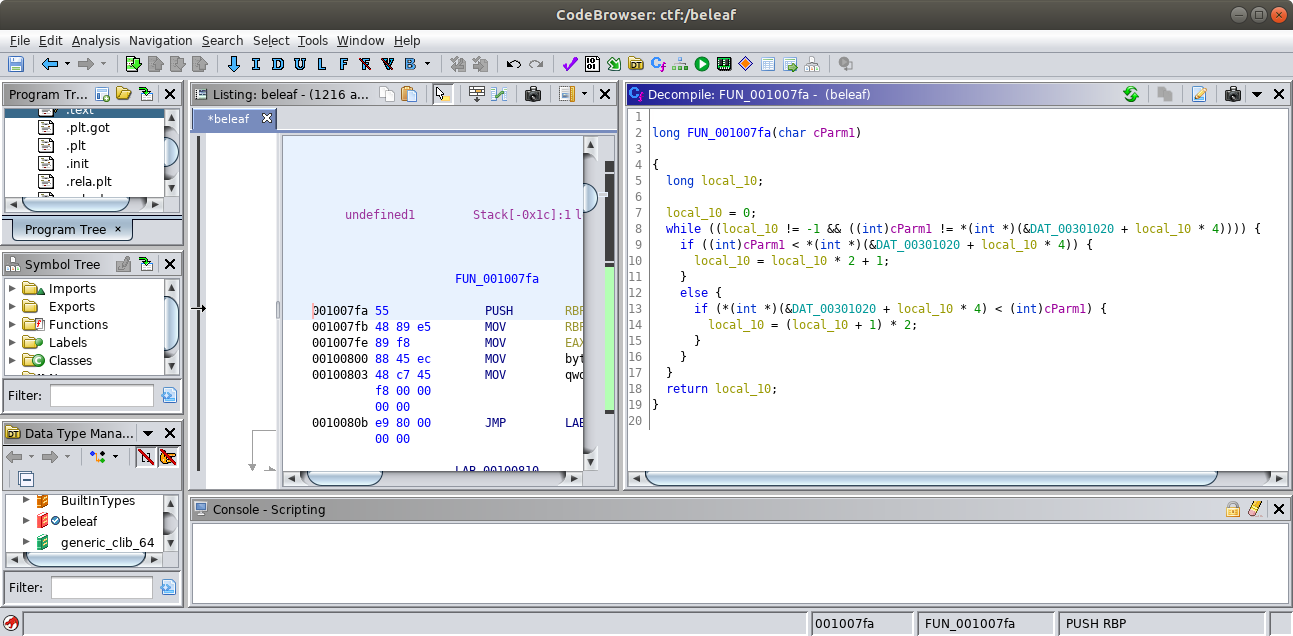 CodeBrowser: ctf:/beleaf
File Edit Analysis Navigation Search Select Tools Window Help
I D U L F B
Program Tr...
.text
.plt.got
.plt
.init
.rela.plt
Program Tree ×
Symbol Tree
Imports
Exports
Functions
Labels
Classes
Filter:
Data Type Mana...
BuiltInTypes
beleaf
generic_clib_64
Filter:
Listing: beleaf - (1216 a...
*beleaf
undefined1 Stack[-0x1c]:1 l
FUN_001007fa
001007fa 55 PUSH RBP
001007fb 48 89 e5 MOV RBP
001007fe 89 f8 MOV EAX
00100800 88 45 ec MOV byt
00100803 48 c7 45 MOV qwo
f8 00 00
00 00
0010080b e9 80 00 JMP LAB
00 00
LAB_00100810
Decompile: FUN_001007fa - (beleaf)
1
2 long FUN_001007fa(char cParm1)
3
4 {
5 long local_10;
6
7 local_10 = 0;
8 while ((local_10 != -1 && ((int)cParm1 != *(int *)(&DAT_00301020 + local_10 * 4)))) {
9 if ((int)cParm1 < *(int *)(&DAT_00301020 + local_10 * 4)) {
10 local_10 = local_10 * 2 + 1;
11 }
12 else {
13 if (*(int *)(&DAT_00301020 + local_10 * 4) < (int)cParm1) {
14 local_10 = (local_10 + 1) * 2;
15 }
16 }
17 }
18 return local_10;
19 }
20
Console - Scripting
001007fa FUN_001007fa PUSH RBP